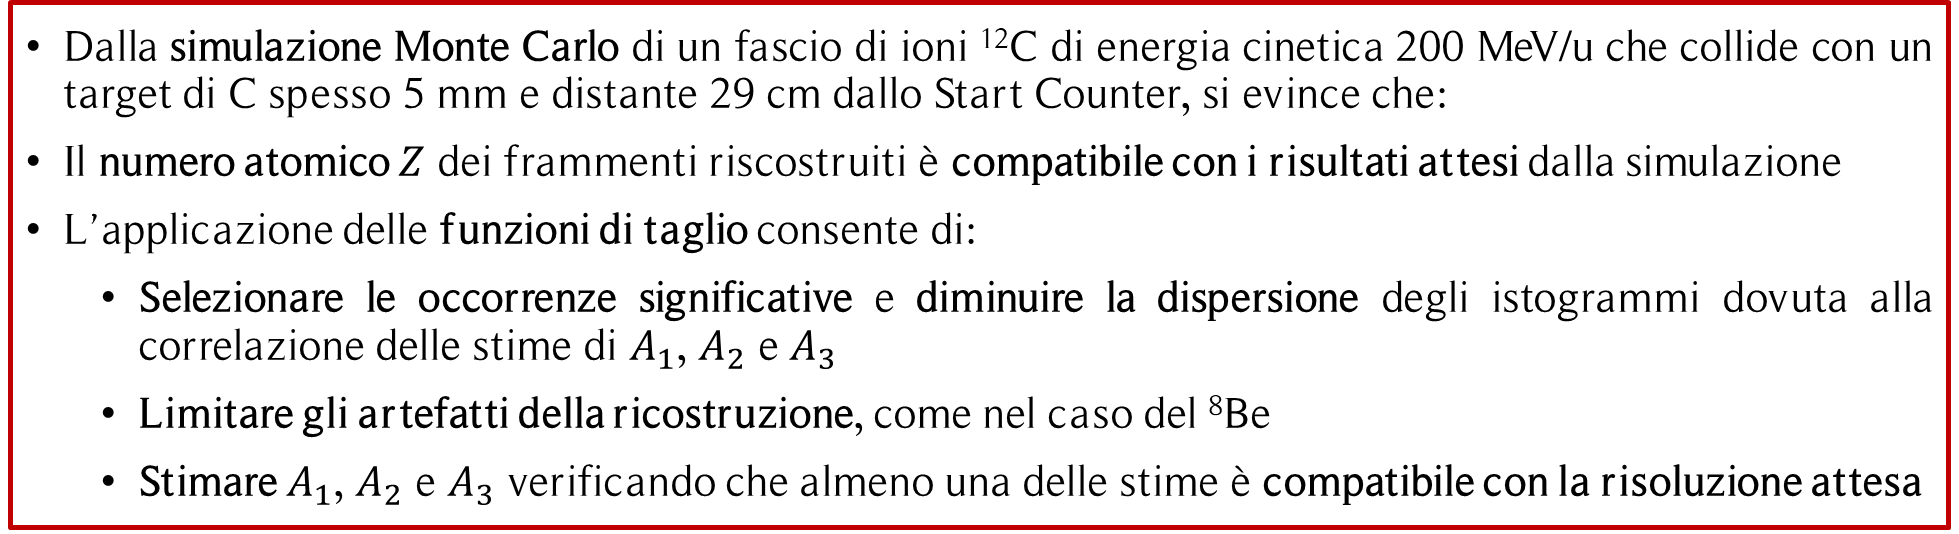 • Dalla simulazione Monte Carlo di un fascio di ioni ¹²C di energia cinetica 200 MeV/u che collide con un
target di C spesso 5 mm e distante 29 cm dallo Start Counter, si evince che:
• Il numero atomico Z dei frammenti riscostruiti è compatibile con i risultati attesi dalla simulazione
• L’applicazione delle funzioni di taglio consente di:
• Selezionare le occorrenze significative e diminuire la dispersione degli istogrammi dovuta alla
correlazione delle stime di A₁, A₂ e A₃
• Limitare gli artefatti della ricostruzione, come nel caso del ⁸Be
• Stimare A₁, A₂ e A₃ verificando che almeno una delle stime è compatibile con la risoluzione attesa